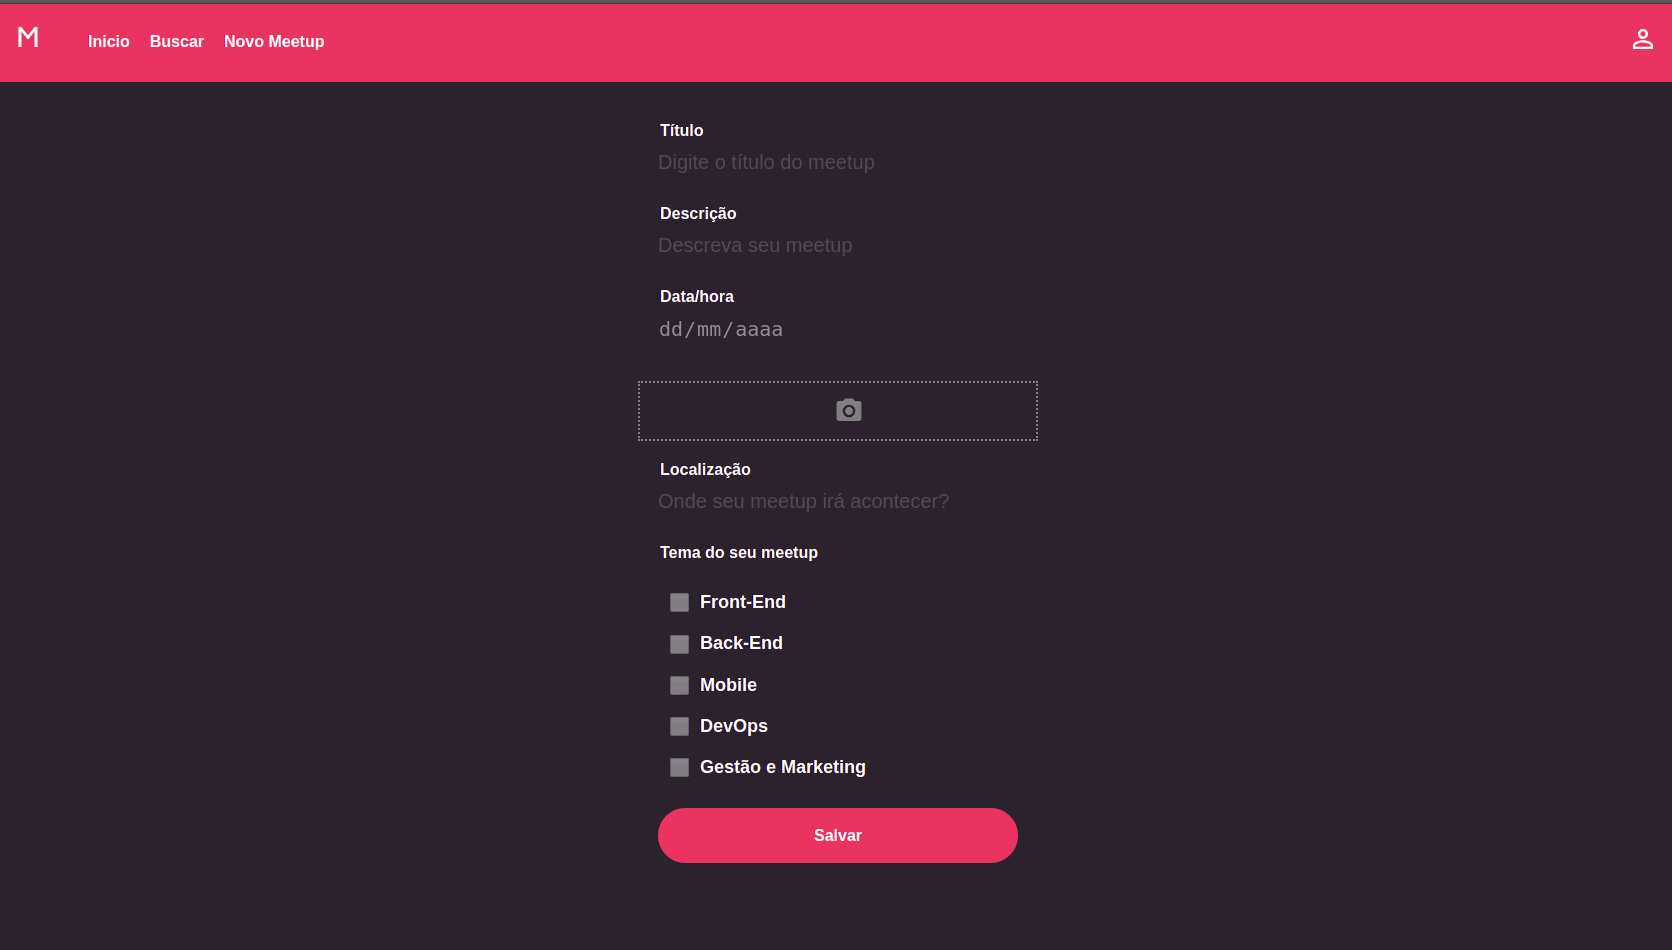 M
Inicio Buscar Novo Meetup
Título
Digite o título do meetup
Descrição
Descreva seu meetup
Data/hora
dd/mm/aaaa
Localização
Onde seu meetup irá acontecer?
Tema do seu meetup
Front-End
Back-End
Mobile
DevOps
Gestão e Marketing
Salvar